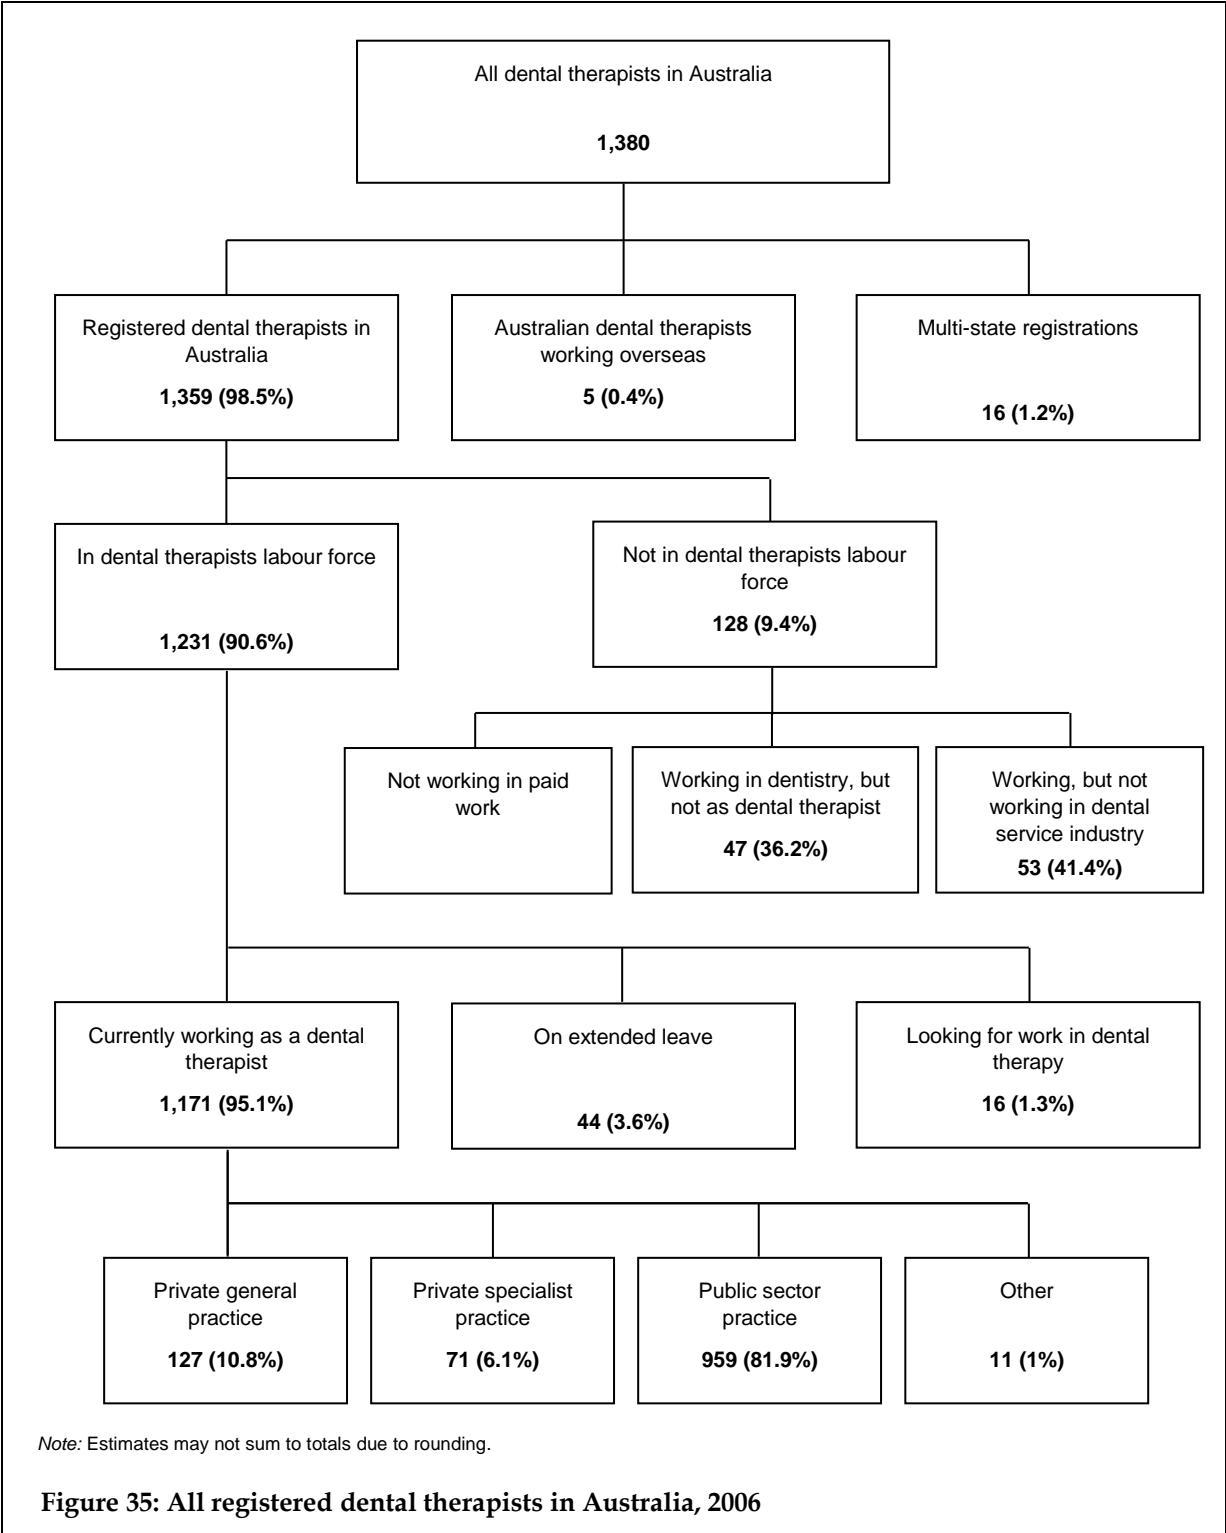 All dental therapists in Australia
1,380
Registered dental therapists in
Australia
1,359 (98.5%)
Australian dental therapists
working overseas
5 (0.4%)
Multi-state registrations
16 (1.2%)
In dental therapists labour force
1,231 (90.6%)
Not in dental therapists labour
force
128 (9.4%)
Not working in paid
work
Working in dentistry, but
not as dental therapist
47 (36.2%)
Working, but not
working in dental
service industry
53 (41.4%)
Currently working as a dental
therapist
1,171 (95.1%)
On extended leave
44 (3.6%)
Looking for work in dental
therapy
16 (1.3%)
Private general
practice
127 (10.8%)
Private specialist
practice
71 (6.1%)
Public sector
practice
959 (81.9%)
Other
11 (1%)
Note: Estimates may not sum to totals due to rounding.
Figure 35: All registered dental therapists in Australia, 2006